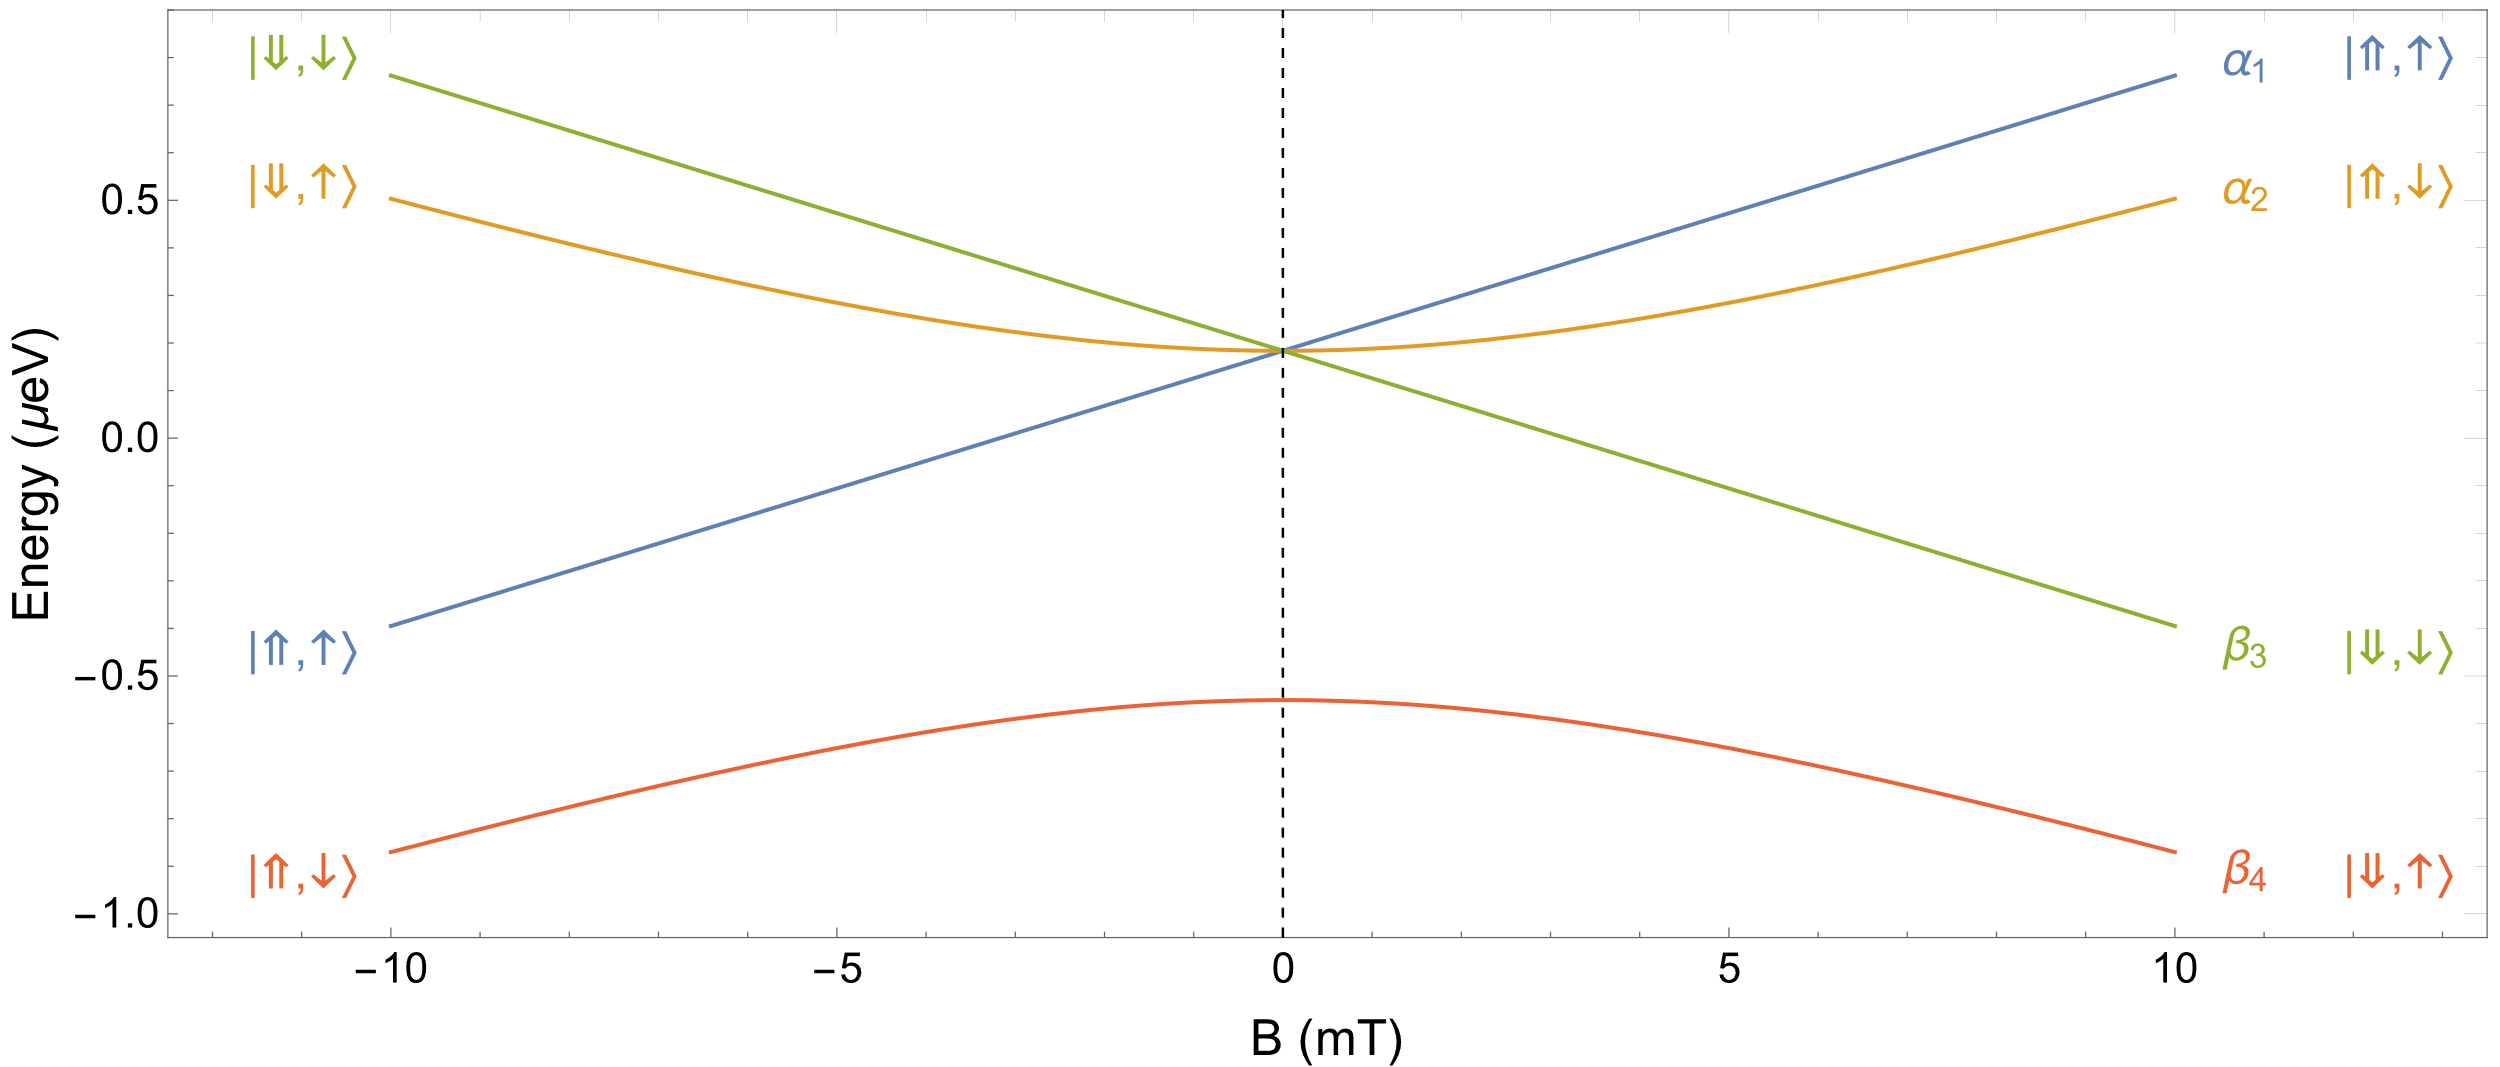 |⇓,↓⟩ α₁ |⇑,↑⟩
|⇓,↑⟩ α₂ |⇑,↓⟩
0.5
0.0
Energy (μeV)
|⇑,↑⟩ β₃ |⇓,↓⟩
−0.5
|⇑,↓⟩ β₄ |⇓,↑⟩
−1.0
−10 −5 0 5 10
B (mT)